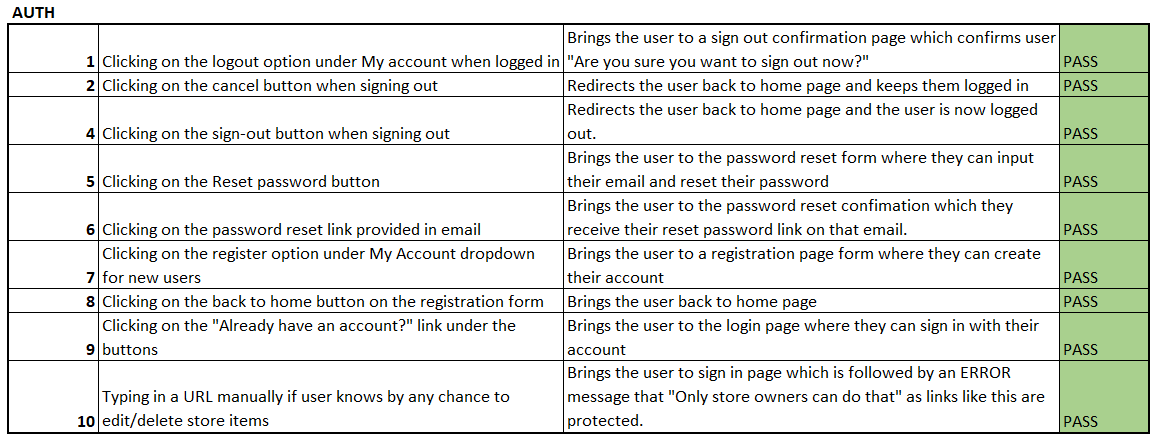 AUTH
1 Clicking on the logout option under My account when logged in Brings the user to a sign out confirmation page which confirms user
"Are you sure you want to sign out now?" PASS
2 Clicking on the cancel button when signing out Redirects the user back to home page and keeps them logged in PASS
4 Clicking on the sign-out button when signing out Redirects the user back to home page and the user is now logged
out. PASS
5 Clicking on the Reset password button Brings the user to the password reset form where they can input
their email and reset their password PASS
6 Clicking on the password reset link provided in email Brings the user to the password reset confimation which they
receive their reset password link on that email. PASS
7 Clicking on the register option under My Account dropdown
for new users Brings the user to a registration page form where they can create
their account PASS
8 Clicking on the back to home button on the registration form Brings the user back to home page PASS
9 Clicking on the "Already have an account?" link under the
buttons Brings the user to the login page where they can sign in with their
account PASS
10 Typing in a URL manually if user knows by any chance to
edit/delete store items Brings the user to sign in page which is followed by an ERROR
message that "Only store owners can do that" as links like this are
protected. PASS